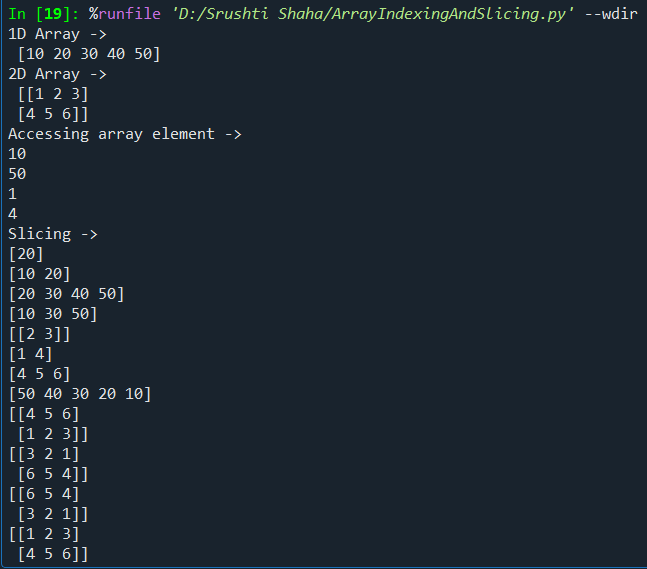 In [19]: %runfile 'D:/Srushti Shaha/ArrayIndexingAndSlicing.py' --wdir
1D Array ->
 [10 20 30 40 50]
2D Array ->
 [[1 2 3]
 [4 5 6]]
Accessing array element ->
10
50
1
4
Slicing ->
[20]
[10 20]
[20 30 40 50]
[10 30 50]
[[2 3]]
[1 4]
[4 5 6]
[50 40 30 20 10]
[[4 5 6]
 [1 2 3]]
[[3 2 1]
 [6 5 4]]
[[6 5 4]
 [3 2 1]]
[[1 2 3]
 [4 5 6]]